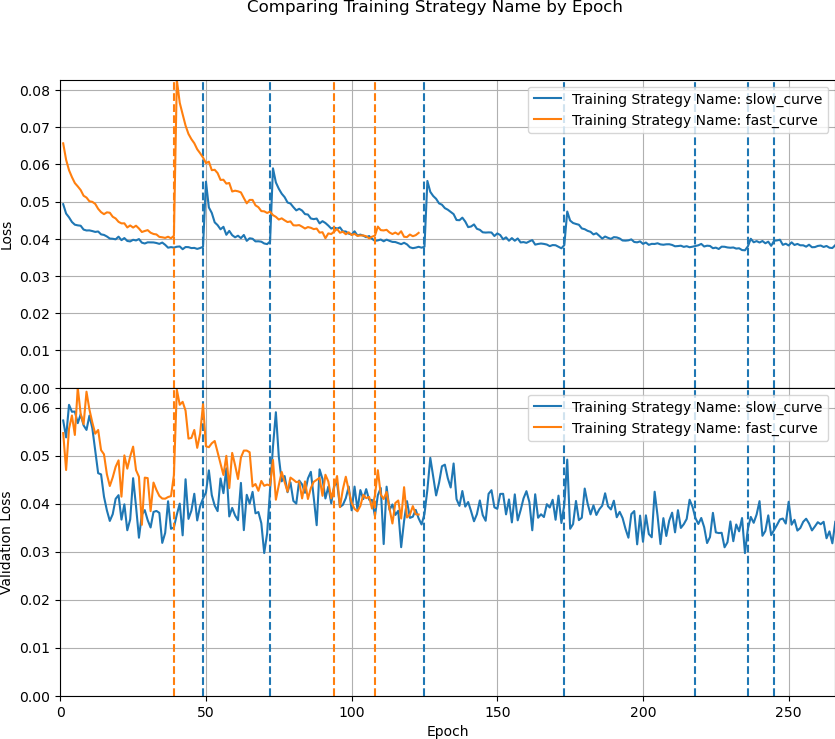 Comparing Training Strategy Name by Epoch
0.08
0.07
0.06
0.05
0.04
0.03
0.02
0.01
0.00
Loss
Training Strategy Name: slow_curve
Training Strategy Name: fast_curve
0.06
0.05
0.04
0.03
0.02
0.01
0.00
Validation Loss
Training Strategy Name: slow_curve
Training Strategy Name: fast_curve
0 50 100 150 200 250
Epoch